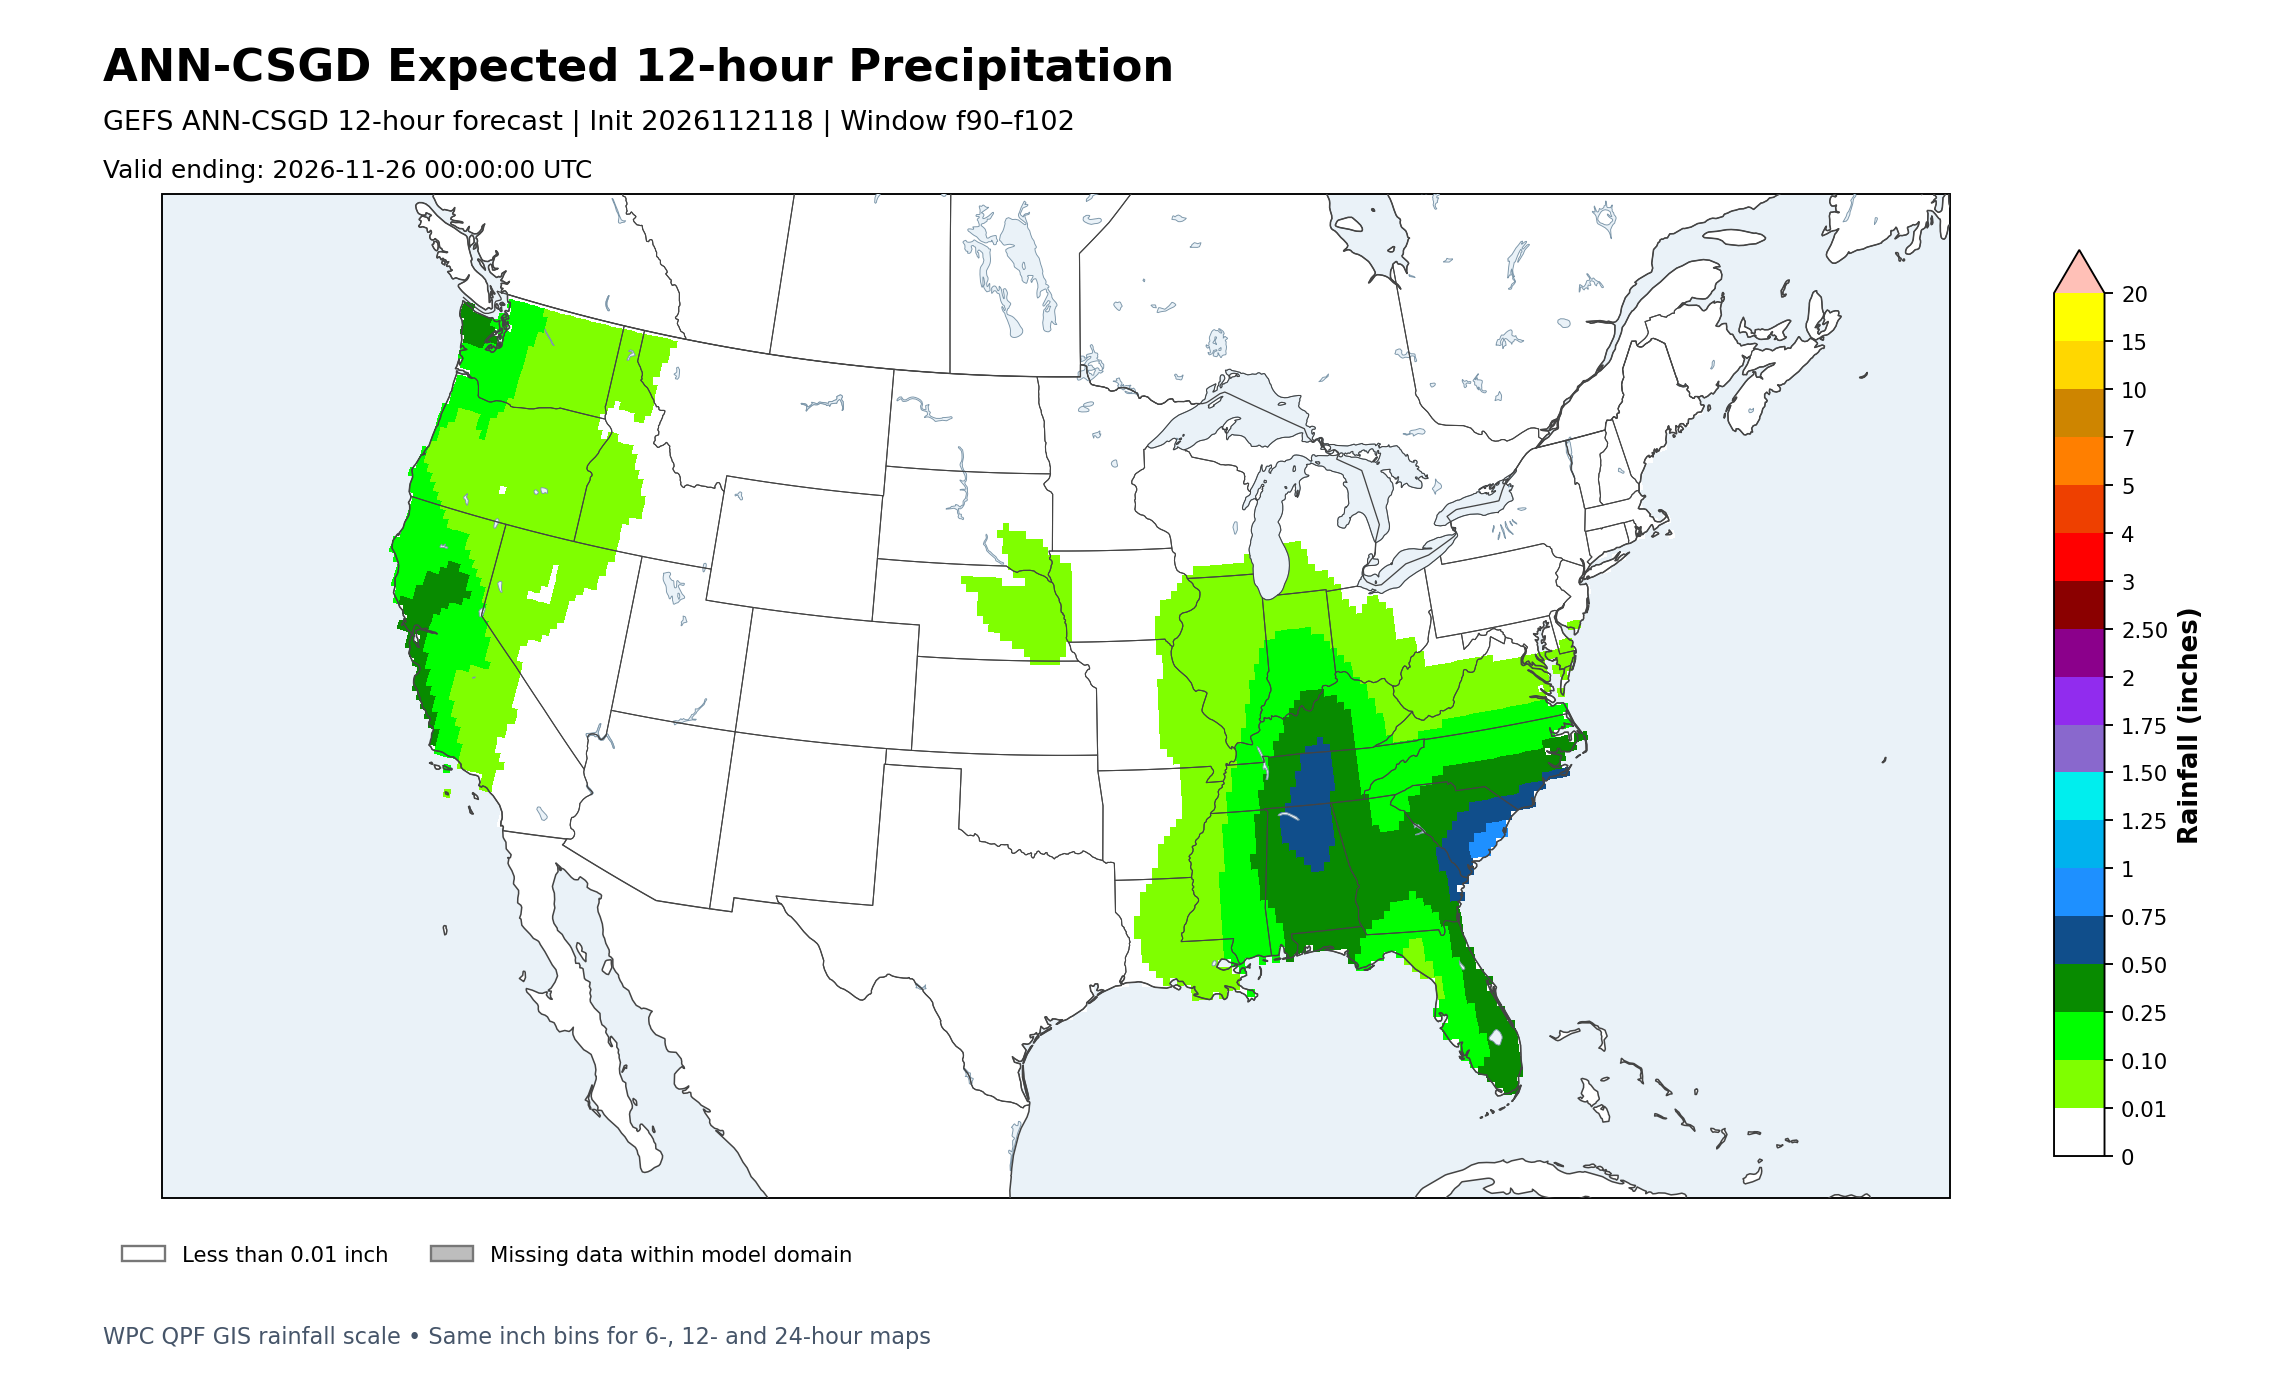 ANN-CSGD Expected 12-hour Precipitation
GEFS ANN-CSGD 12-hour forecast | Init 2026112118 | Window f90–f102
Valid ending: 2026-11-26 00:00:00 UTC
20
15
10
7
5
4
3
2.50
2
1.75
1.50
1.25
1
0.75
0.50
0.25
0.10
0.01
0
Rainfall (inches)
Less than 0.01 inch
Missing data within model domain
WPC QPF GIS rainfall scale • Same inch bins for 6-, 12- and 24-hour maps